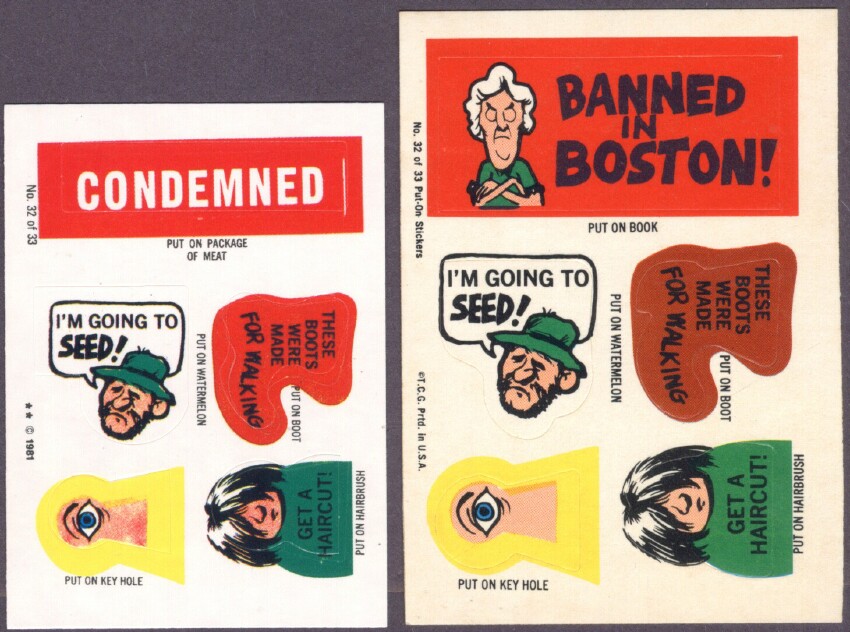 CONDEMNED
PUT ON PACKAGE
OF MEAT
No. 32 of 33
I'M GOING TO
SEED!
PUT ON WATERMELON
THESE
BOOTS
WERE
MADE
FOR WALKING
PUT ON BOOT
** © 1981
PUT ON KEY HOLE
GET A
HAIRCUT!
PUT ON HAIRBRUSH
BANNED
IN
BOSTON!
PUT ON BOOK
No. 32 of 33 Put-On Stickers
I'M GOING TO
SEED!
PUT ON WATERMELON
THESE
BOOTS
WERE
MADE
FOR WALKING
PUT ON BOOT
©T.C.G. Prtd. in U.S.A.
PUT ON KEY HOLE
GET A
HAIRCUT!
PUT ON HAIRBRUSH